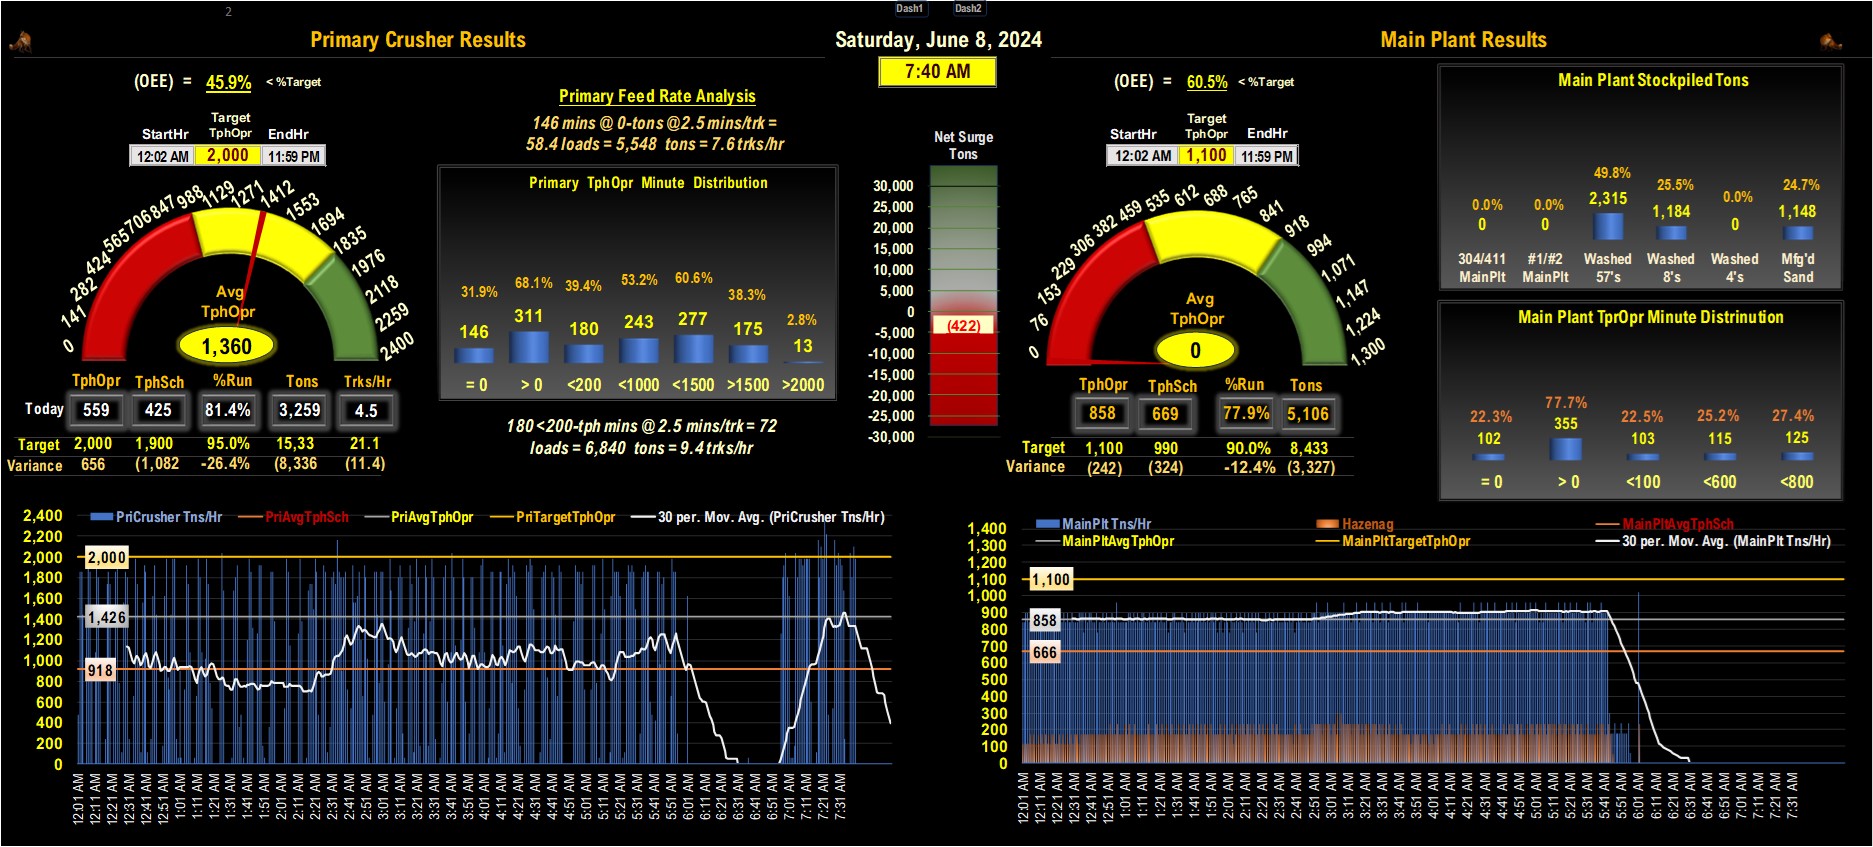 2
Dash1 Dash2
Primary Crusher Results
Saturday, June 8, 2024
Main Plant Results
7:40 AM
(OEE) = 45.9% < %Target
StartHr Target TphOpr EndHr
12:02 AM 2,000 11:59 PM
0 141 282 424 565 706 847 988 1129 1271 1412 1553 1694 1835 1976 2118 2259 2400
Avg
TphOpr
1,360
TphOpr TphSch %Run Tons Trks/Hr
Today 559 425 81.4% 3,259 4.5
Target 2,000 1,900 95.0% 15,33 21.1
Variance 656 (1,082 -26.4% (8,336 (11.4)
Primary Feed Rate Analysis
146 mins @ 0-tons @2.5 mins/trk =
58.4 loads = 5,548 tons = 7.6 trks/hr
Primary TphOpr Minute Distribution
31.9% 68.1% 39.4% 53.2% 60.6% 38.3% 2.8%
146 311 180 243 277 175 13
= 0 > 0 <200 <1000 <1500 >1500 >2000
180 <200-tph mins @ 2.5 mins/trk = 72
loads = 6,840 tons = 9.4 trks/hr
Net Surge
Tons
30,000
25,000
20,000
15,000
10,000
5,000
0
-5,000
-10,000
-15,000
-20,000
-25,000
-30,000
(422)
(OEE) = 60.5% < %Target
StartHr Target TphOpr EndHr
12:02 AM 1,100 11:59 PM
0 76 153 229 306 382 459 535 612 688 765 841 918 994 1,071 1,147 1,224 1,300
Avg
TphOpr
0
TphOpr TphSch %Run Tons
858 669 77.9% 5,106
Target 1,100 990 90.0% 8,433
Variance (242) (324) -12.4% (3,327)
Main Plant Stockpiled Tons
0.0% 0.0% 49.8% 25.5% 0.0% 24.7%
0 0 2,315 1,184 0 1,148
304/411 #1/#2 Washed Washed Washed Mfg'd
MainPlt MainPlt 57's 8's 4's Sand
Main Plant TprOpr Minute Distrinution
22.3% 77.7% 22.5% 25.2% 27.4%
102 355 103 115 125
= 0 > 0 <100 <600 <800
PriCrusher Tns/Hr PriAvgTphSch PriAvgTphOpr PriTargetTphOpr 30 per. Mov. Avg. (PriCrusher Tns/Hr)
2,400
2,200
2,000
1,800
1,600
1,400
1,200
1,000
800
600
400
200
0
2,000
1,426
918
12:01 AM 12:11 AM 12:21 AM 12:31 AM 12:41 AM 12:51 AM 1:01 AM 1:11 AM 1:21 AM 1:31 AM 1:41 AM 1:51 AM 2:01 AM 2:11 AM 2:21 AM 2:31 AM 2:41 AM 2:51 AM 3:01 AM 3:11 AM 3:21 AM 3:31 AM 3:41 AM 3:51 AM 4:01 AM 4:11 AM 4:21 AM 4:31 AM 4:41 AM 4:51 AM 5:01 AM 5:11 AM 5:21 AM 5:31 AM 5:41 AM 5:51 AM 6:01 AM 6:11 AM 6:21 AM 6:31 AM 6:41 AM 6:51 AM 7:01 AM 7:11 AM 7:21 AM 7:31 AM
MainPlt Tns/Hr Hazenag MainPltAvgTphSch
MainPltAvgTphOpr MainPltTargetTphOpr 30 per. Mov. Avg. (MainPlt Tns/Hr)
1,400
1,300
1,200
1,100
1,000
900
800
700
600
500
400
300
200
100
0
1,100
858
666
12:01 AM 12:11 AM 12:21 AM 12:31 AM 12:41 AM 12:51 AM 1:01 AM 1:11 AM 1:21 AM 1:31 AM 1:41 AM 1:51 AM 2:01 AM 2:11 AM 2:21 AM 2:31 AM 2:41 AM 2:51 AM 3:01 AM 3:11 AM 3:21 AM 3:31 AM 3:41 AM 3:51 AM 4:01 AM 4:11 AM 4:21 AM 4:31 AM 4:41 AM 4:51 AM 5:01 AM 5:11 AM 5:21 AM 5:31 AM 5:41 AM 5:51 AM 6:01 AM 6:11 AM 6:21 AM 6:31 AM 6:41 AM 6:51 AM 7:01 AM 7:11 AM 7:21 AM 7:31 AM